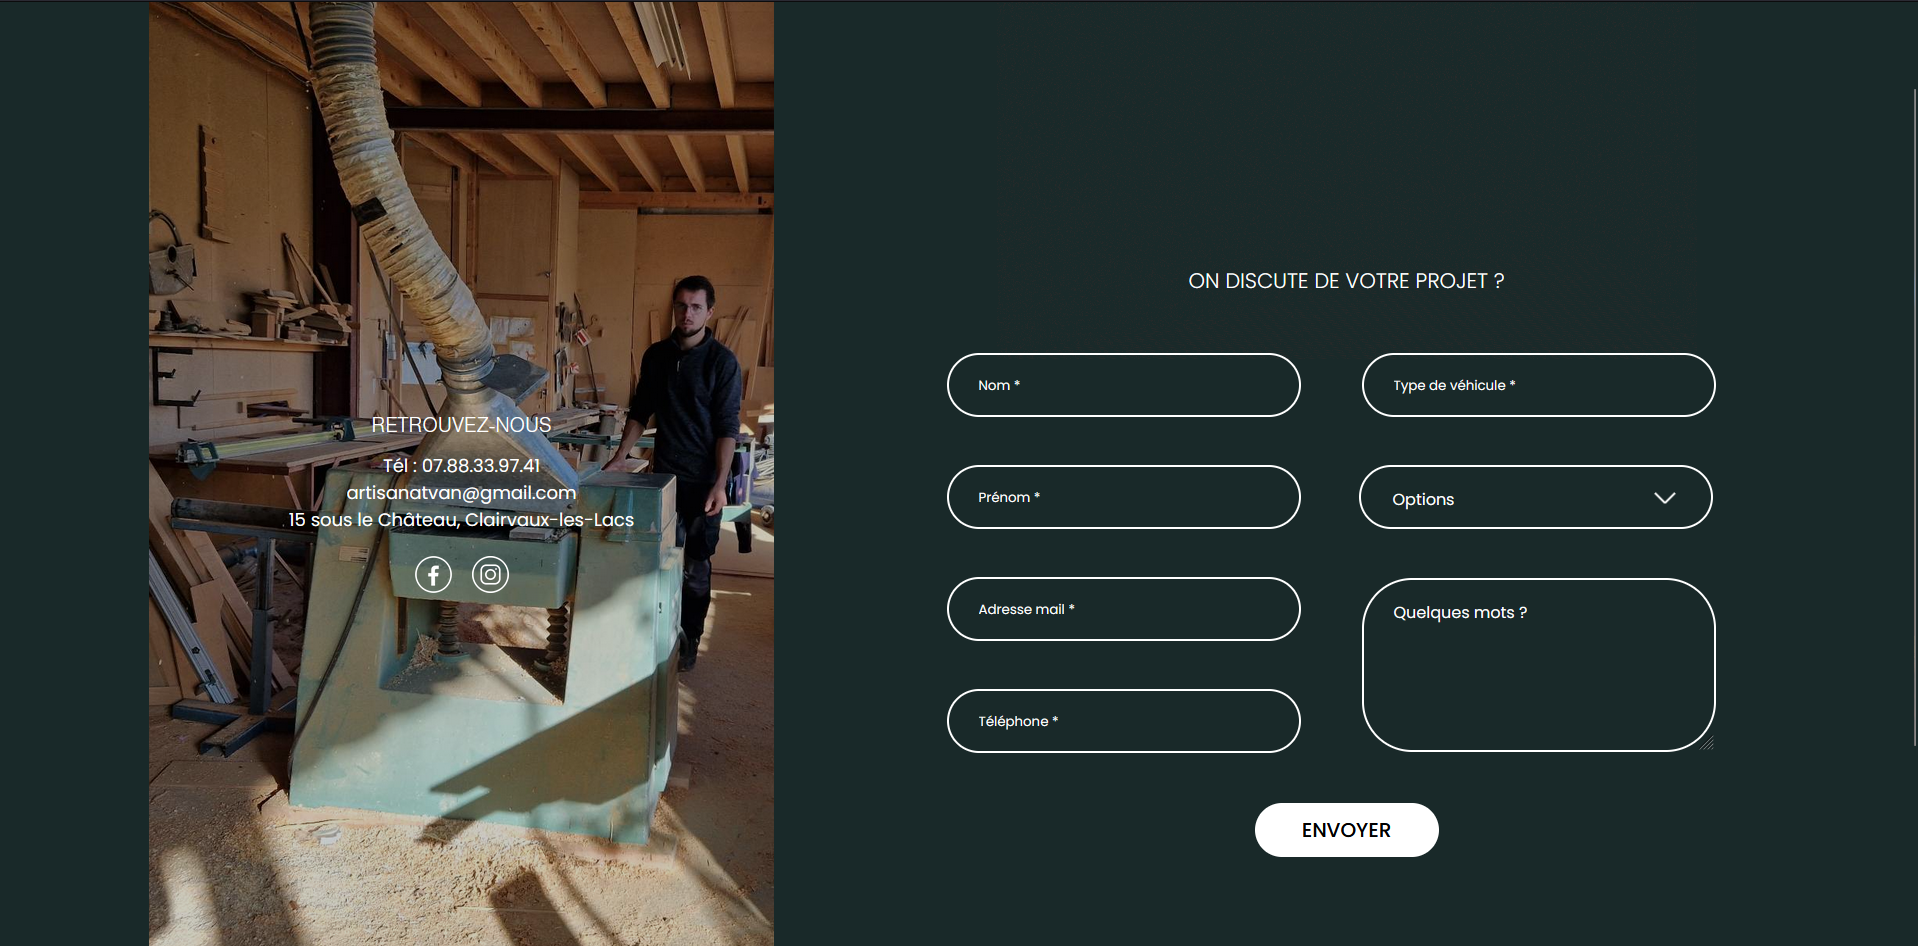 RETROUVEZ-NOUS
Tél : 07.88.33.97.41
artisanatvan@gmail.com
15 sous le Château, Clairvaux-les-Lacs
ON DISCUTE DE VOTRE PROJET ?
Nom *
Prénom *
Adresse mail *
Téléphone *
Type de véhicule *
Options
Quelques mots ?
ENVOYER